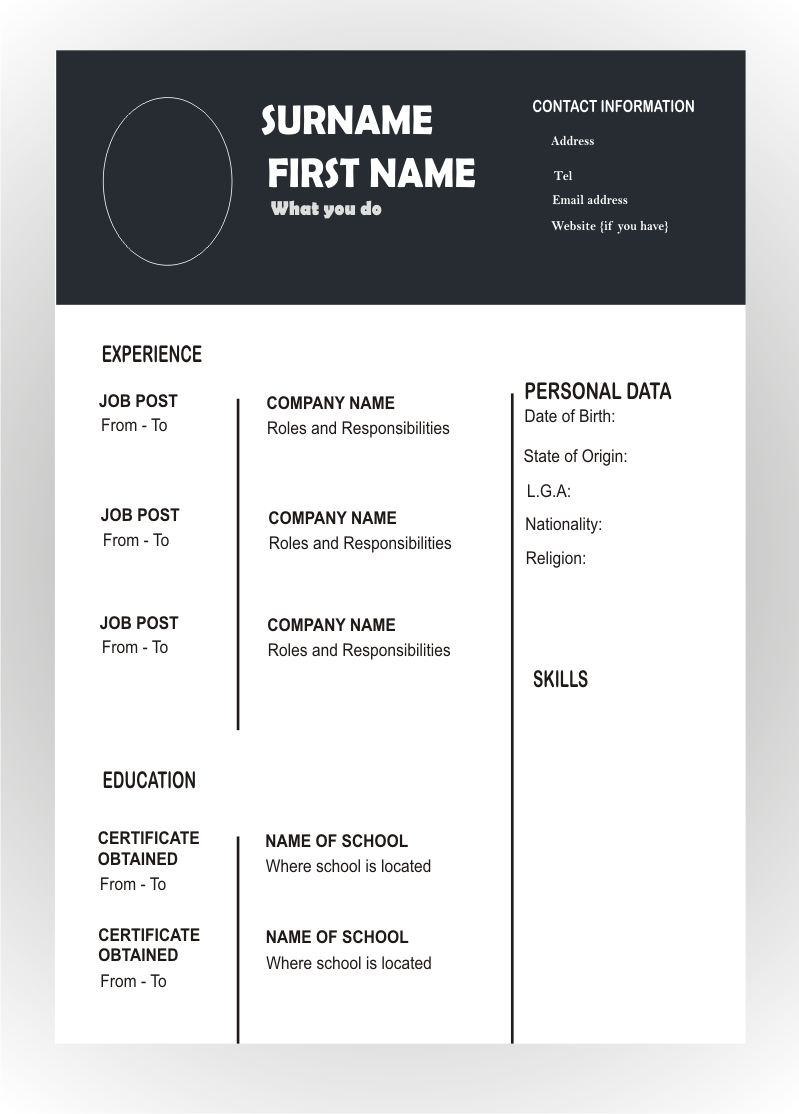 SURNAME
FIRST NAME
What you do
CONTACT INFORMATION
Address
Tel
Email address
Website {if you have}
EXPERIENCE
JOB POST
From - To
COMPANY NAME
Roles and Responsibilities
JOB POST
From - To
COMPANY NAME
Roles and Responsibilities
JOB POST
From - To
COMPANY NAME
Roles and Responsibilities
EDUCATION
CERTIFICATE
OBTAINED
From - To
NAME OF SCHOOL
Where school is located
CERTIFICATE
OBTAINED
From - To
NAME OF SCHOOL
Where school is located
PERSONAL DATA
Date of Birth:
State of Origin:
L.G.A:
Nationality:
Religion:
SKILLS